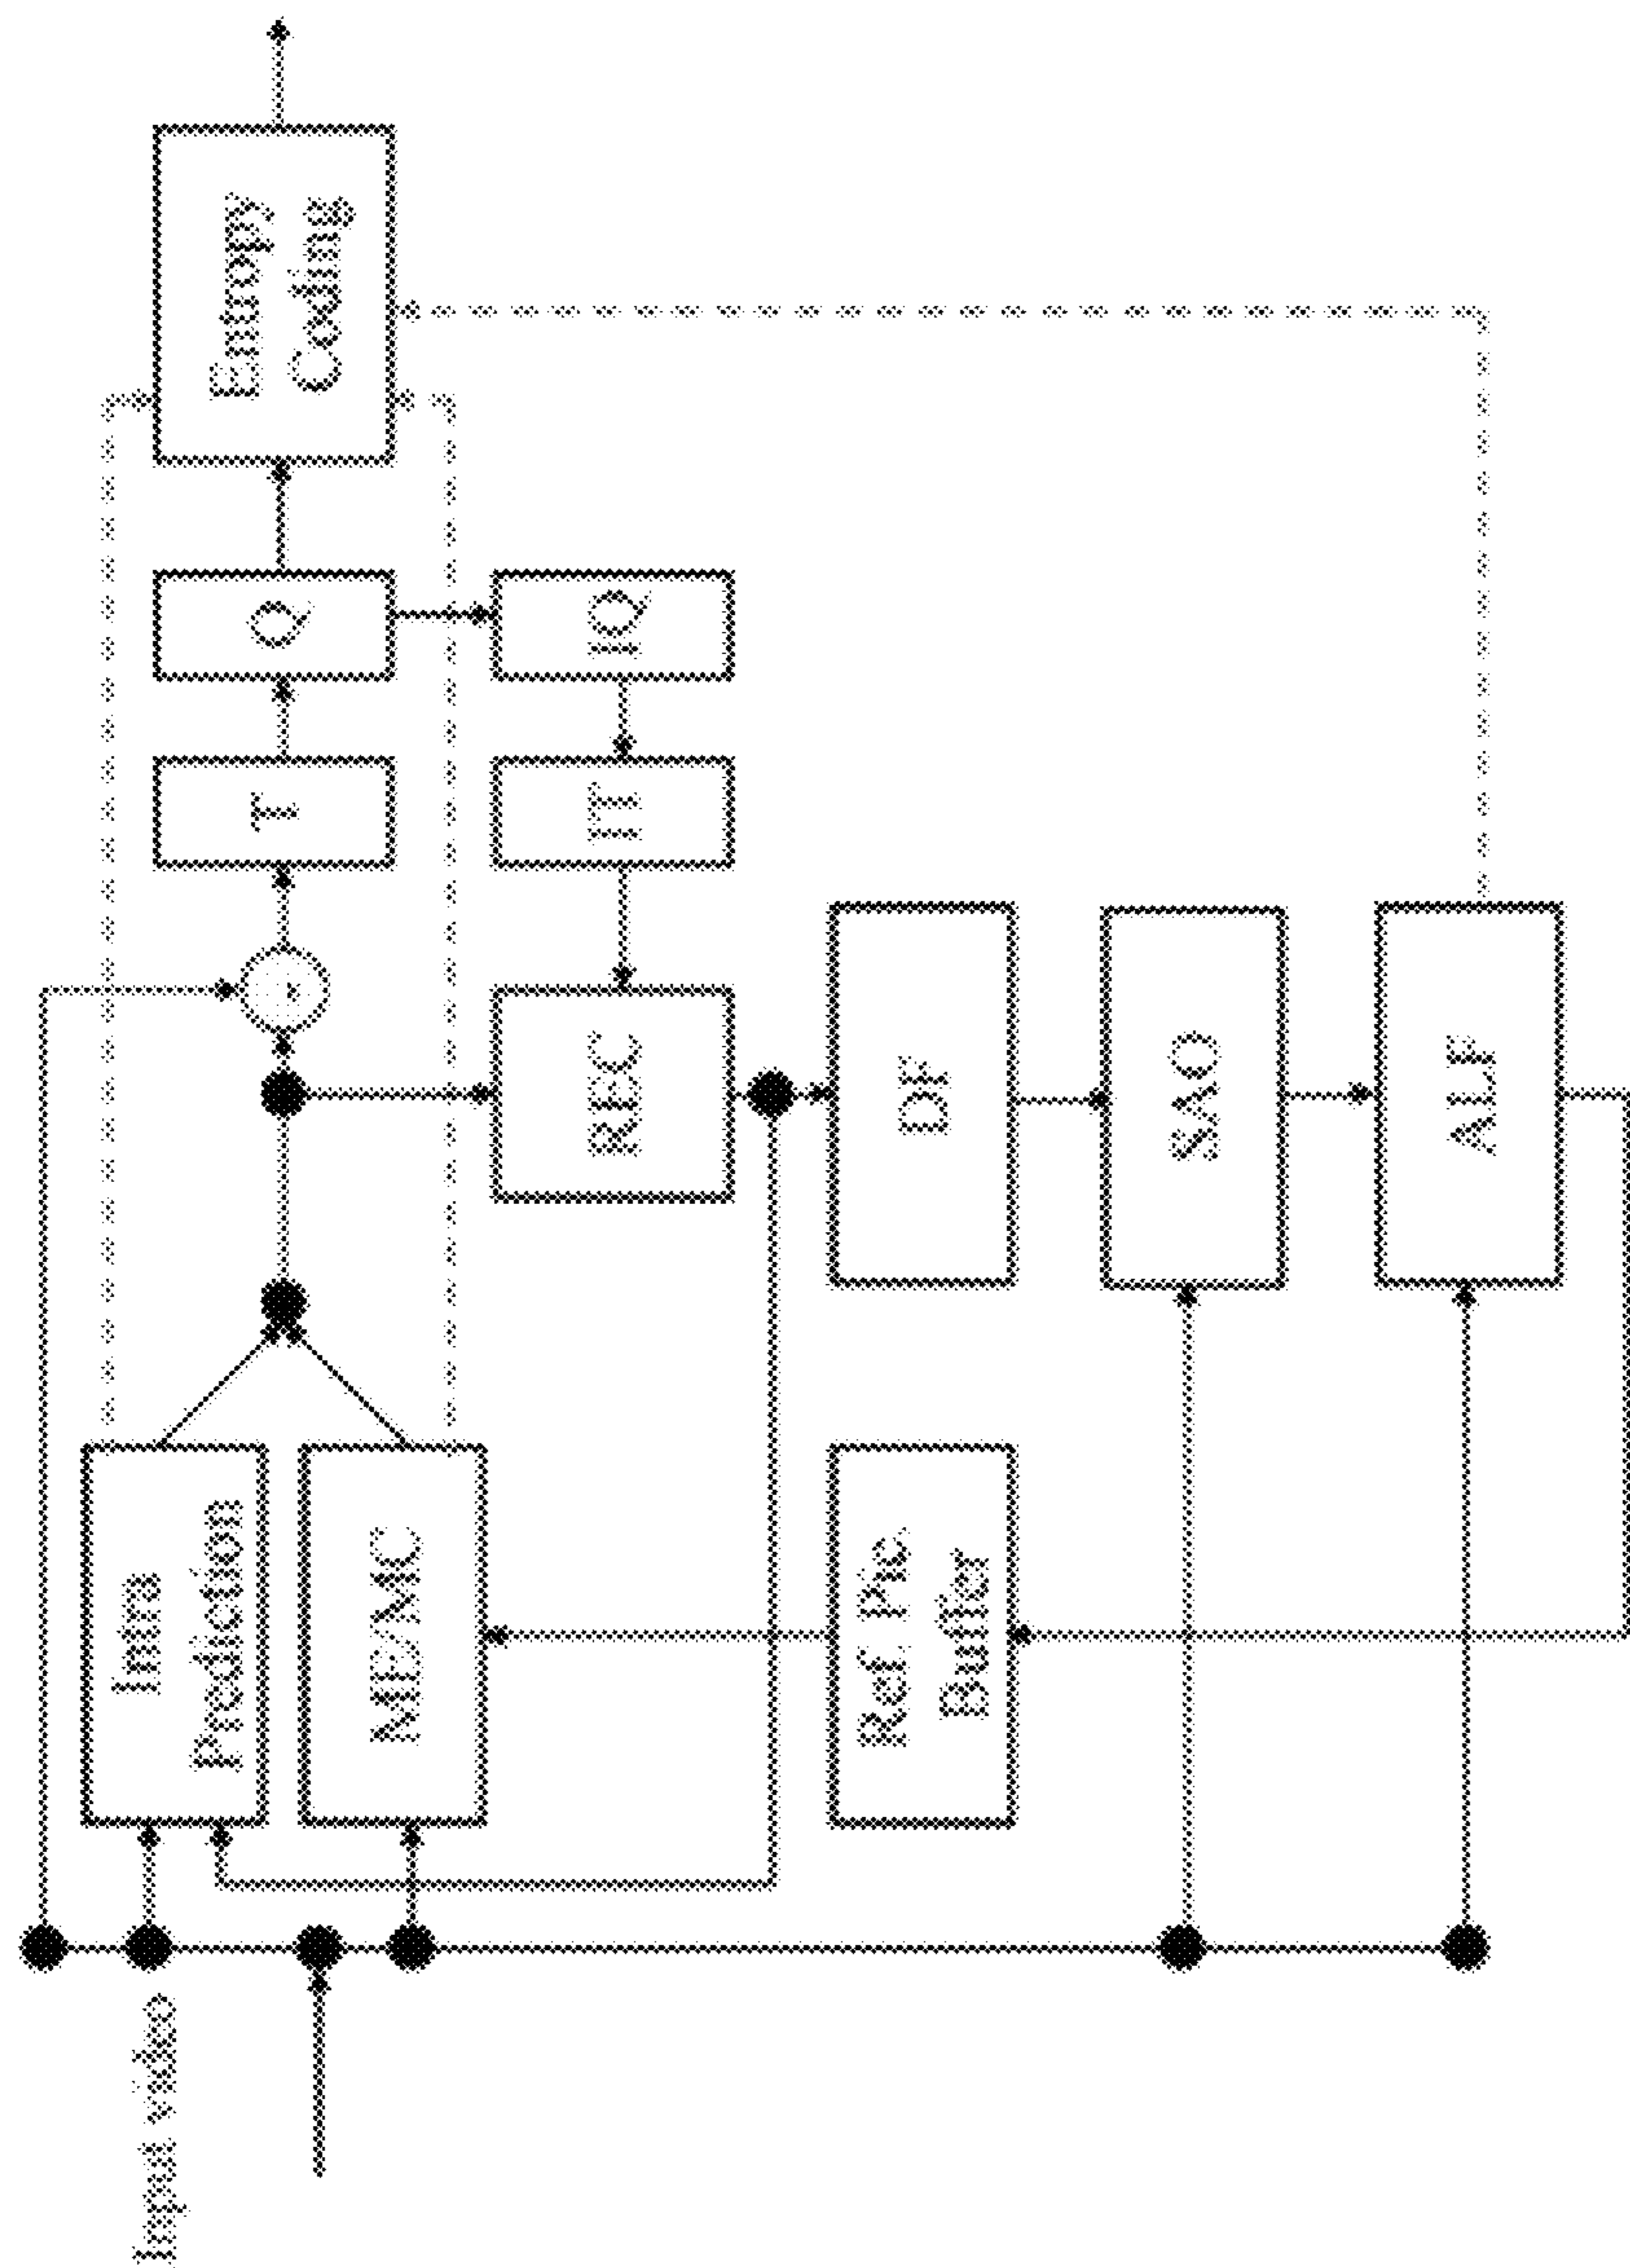 Input video
Intra
Prediction
ME/MC
-
T
Q
Entropy
Coding
REC
IT
IQ
Ref. Pic.
Buffer
DF
SAO
ALF